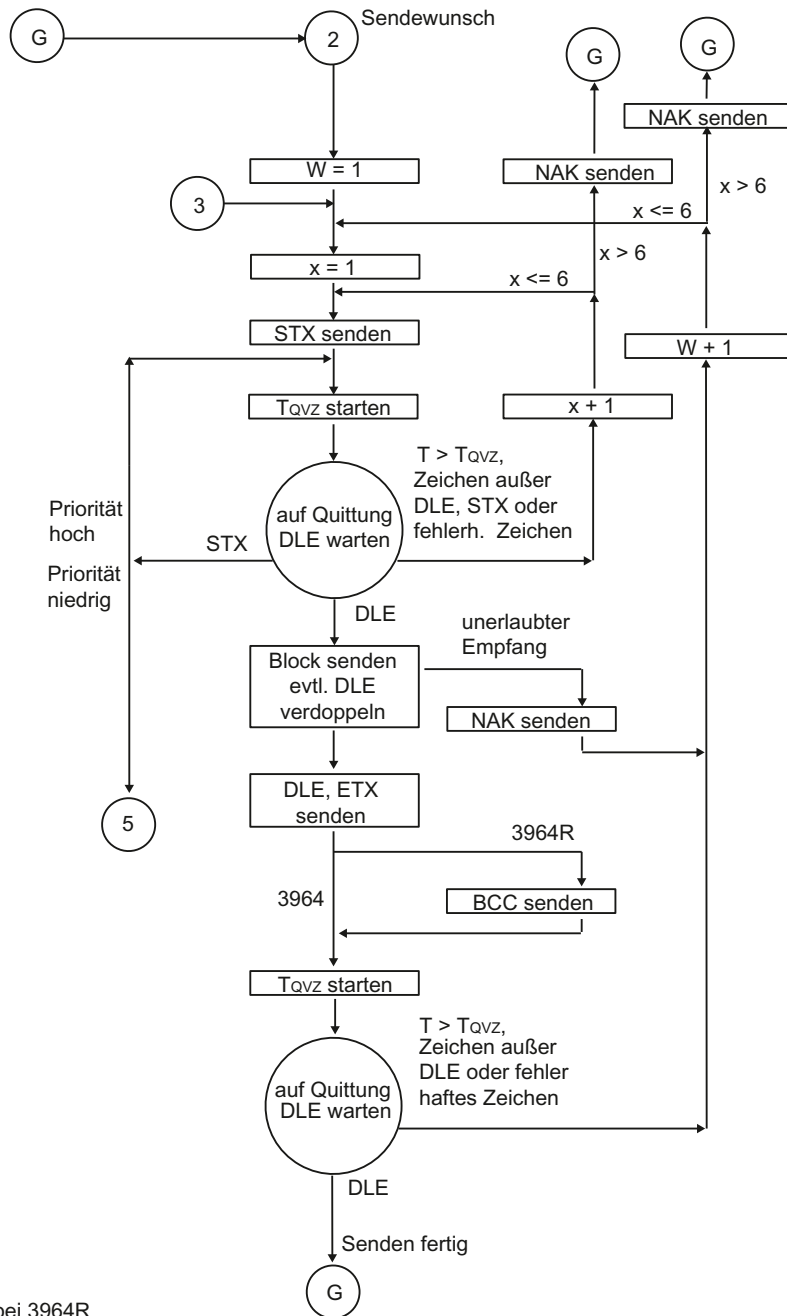 Sendewunsch
G
2
G
G
NAK senden
W = 1
NAK senden
3
x <= 6
x > 6
x = 1
x <= 6
x > 6
STX senden
W + 1
TQVZ starten
x + 1
T > TQVZ,
Zeichen außer
DLE, STX oder
fehlerh. Zeichen
auf Quittung
DLE warten
Priorität
hoch
STX
Priorität
niedrig
DLE
unerlaubter
Empfang
Block senden
evtl. DLE
verdoppeln
NAK senden
DLE, ETX
senden
5
3964R
3964
BCC senden
TQVZ starten
T > TQVZ,
Zeichen außer
DLE oder fehler
haftes Zeichen
auf Quittung
DLE warten
DLE
Senden fertig
G
bei 3964R